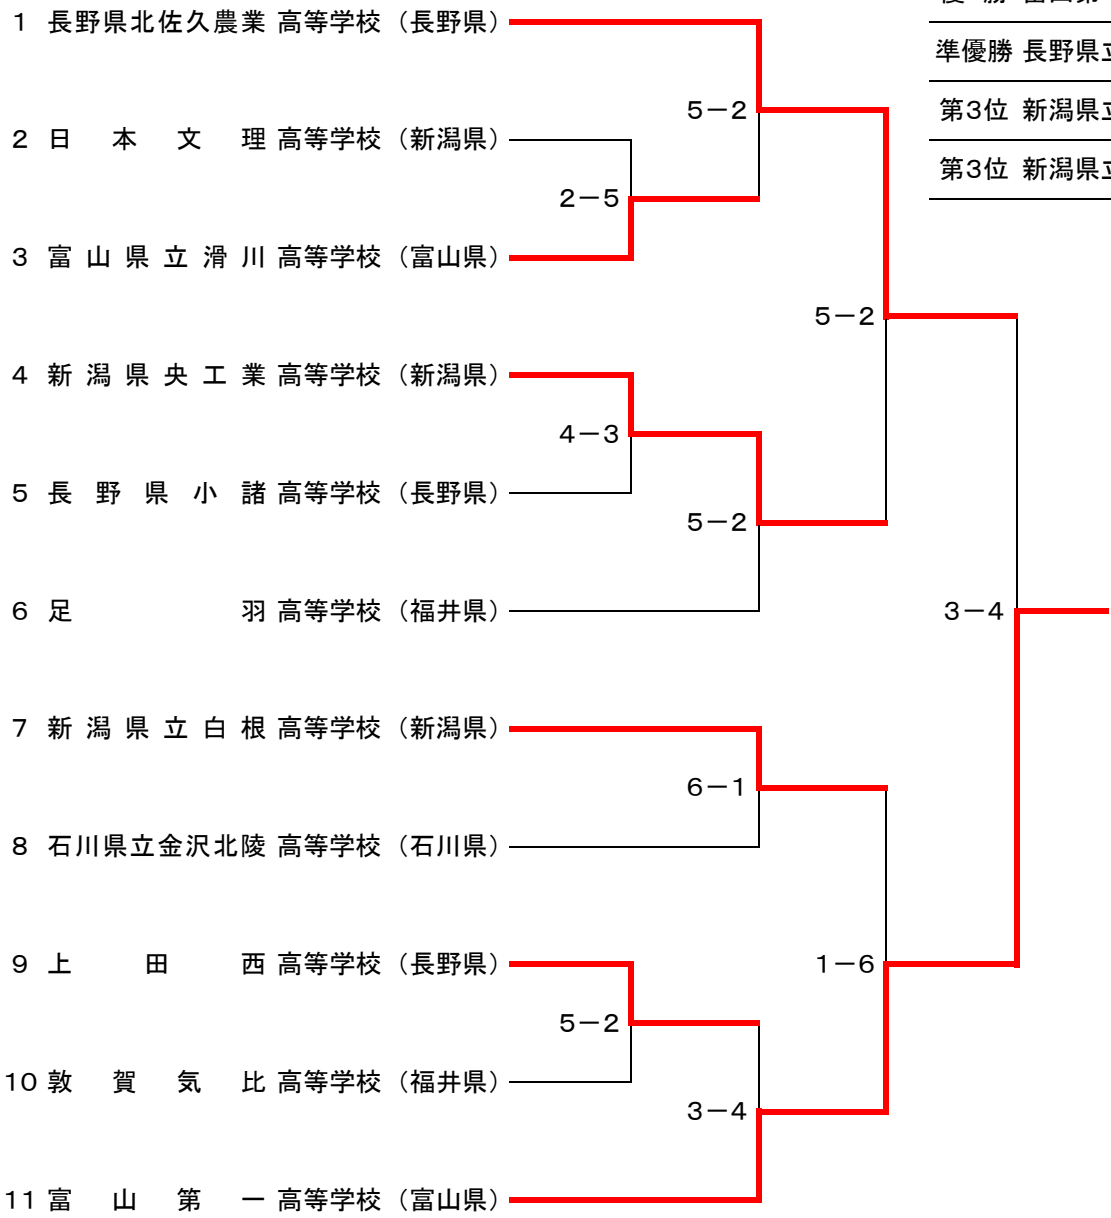 1 長野県北佐久農業 高等学校 （長野県）
準優勝 長野県立
5－2
第3位 新潟県立
2 日本文理 高等学校 （新潟県）
第3位 新潟県立
2－5
3 富山県立滑川 高等学校 （富山県）
5－2
4 新潟県央工業 高等学校 （新潟県）
4－3
5 長野県小諸 高等学校 （長野県）
5－2
6 足羽 高等学校 （福井県）
3－4
7 新潟県立白根 高等学校 （新潟県）
6－1
8 石川県立金沢北陵 高等学校 （石川県）
9 上田西 高等学校 （長野県）
1－6
5－2
10 敦賀気比 高等学校 （福井県）
3－4
11 富山第一 高等学校 （富山県）